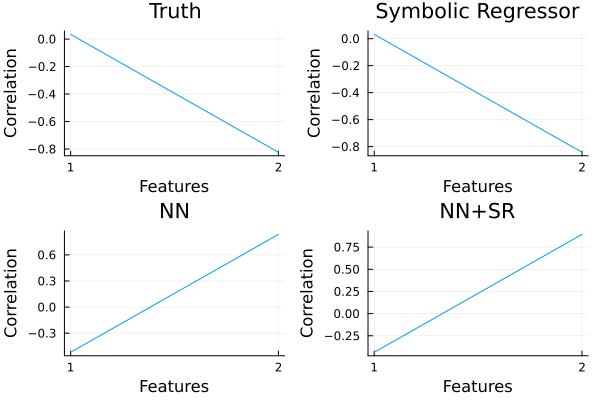 Truth
Correlation
0.0
−0.2
−0.4
−0.6
−0.8
1
2
Features
Symbolic Regressor
Correlation
0.0
−0.2
−0.4
−0.6
−0.8
1
2
Features
NN
Correlation
0.6
0.3
0.0
−0.3
1
2
Features
NN+SR
Correlation
0.75
0.50
0.25
0.00
−0.25
1
2
Features